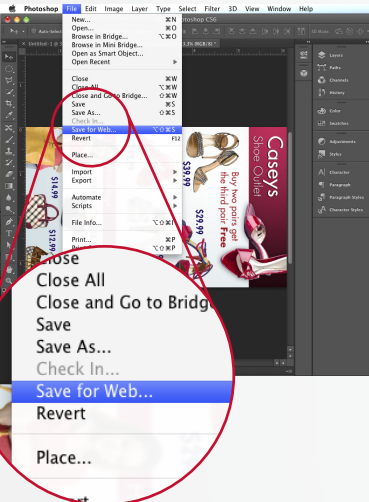 Photoshop File Edit Image Layer Type Select Filter 3D View Window Help
New... ⌘N
Open... ⌘O
Browse in Bridge... ⌥⌘O
Browse in Mini Bridge...
Open as Smart Object...
Open Recent
Close ⌘W
Close All ⌥⌘W
Close and Go to Bridge... ⇧⌘W
Save ⌘S
Save As... ⇧⌘S
Check In...
Save for Web... ⌥⇧⌘S
Revert F12
Place...
Import
Export
Automate
Scripts
File Info... ⌥⇧⌘I
Print... ⌘P
Photoshop CS6
Auto-Select
Layers
Paths
Channels
History
Color
Swatches
Adjustments
Styles
Character
Paragraph
Paragraph Styles
Character Styles
Caseys
Shoe Outlet
Buy two pairs get
the third pair Free
$39.99
$29.99
$14.99
$12.99
Close
Close All
Close and Go to Bridg
Save
Save As...
Check In...
Save for Web...
Revert
Place...